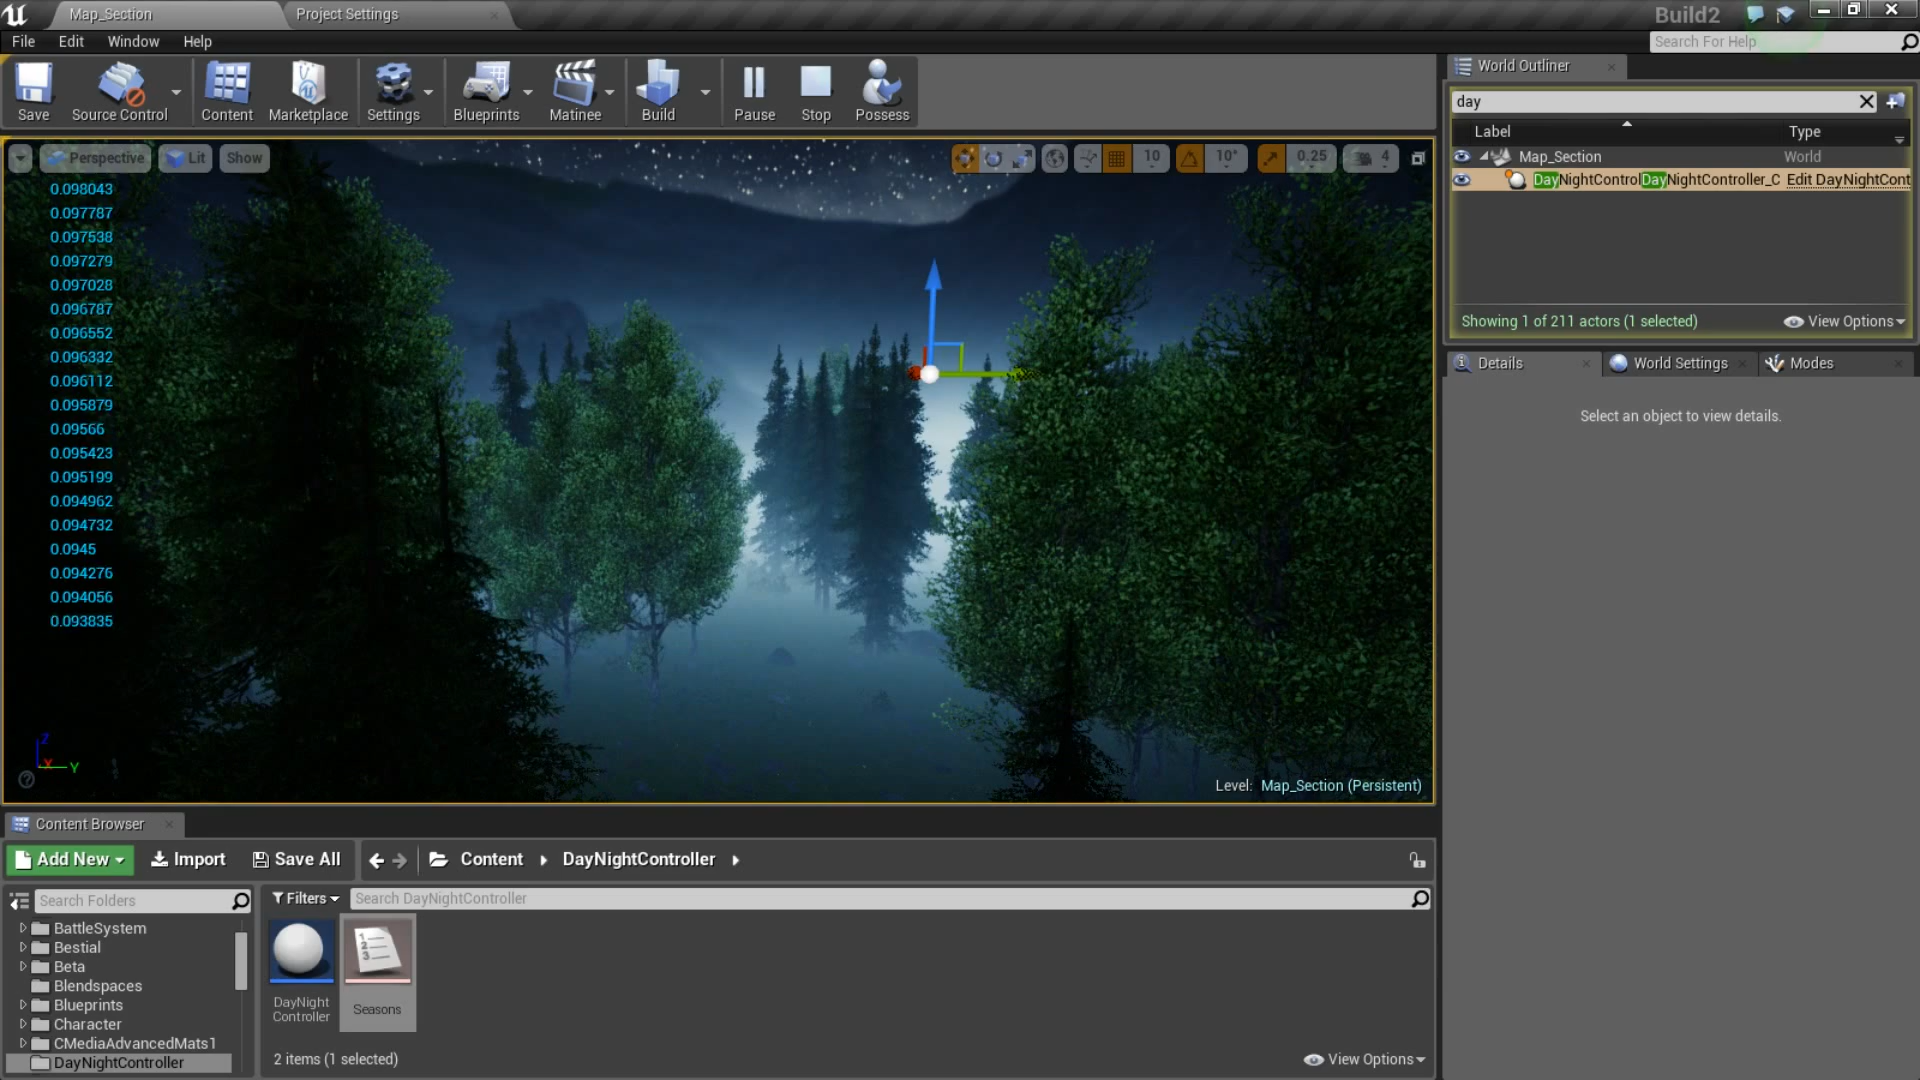 Map_Section
Project Settings
Build2
File
Edit
Window
Help
Search For Help
Save
Source Control
Content
Marketplace
Settings
Blueprints
Matinee
Build
Pause
Stop
Possess
Perspective
Lit
Show
10
10°
0.25
4
0.098043
0.097787
0.097538
0.097279
0.097028
0.096787
0.096552
0.096332
0.096112
0.095879
0.09566
0.095423
0.095199
0.094962
0.094732
0.0945
0.094276
0.094056
0.093835
Z
X
Y
Level: Map_Section (Persistent)
World Outliner
day
Label
Type
Map_Section
World
DayNightControlDayNightController_C
Edit DayNightCont
Showing 1 of 211 actors (1 selected)
View Options
Details
World Settings
Modes
Select an object to view details.
Content Browser
Add New
Import
Save All
Content
DayNightController
Search Folders
Filters
Search DayNightController
BattleSystem
Bestial
Beta
Blendspaces
Blueprints
Character
CMediaAdvancedMats1
DayNightController
DayNight
Controller
1
2
3
Seasons
2 items (1 selected)
View Options